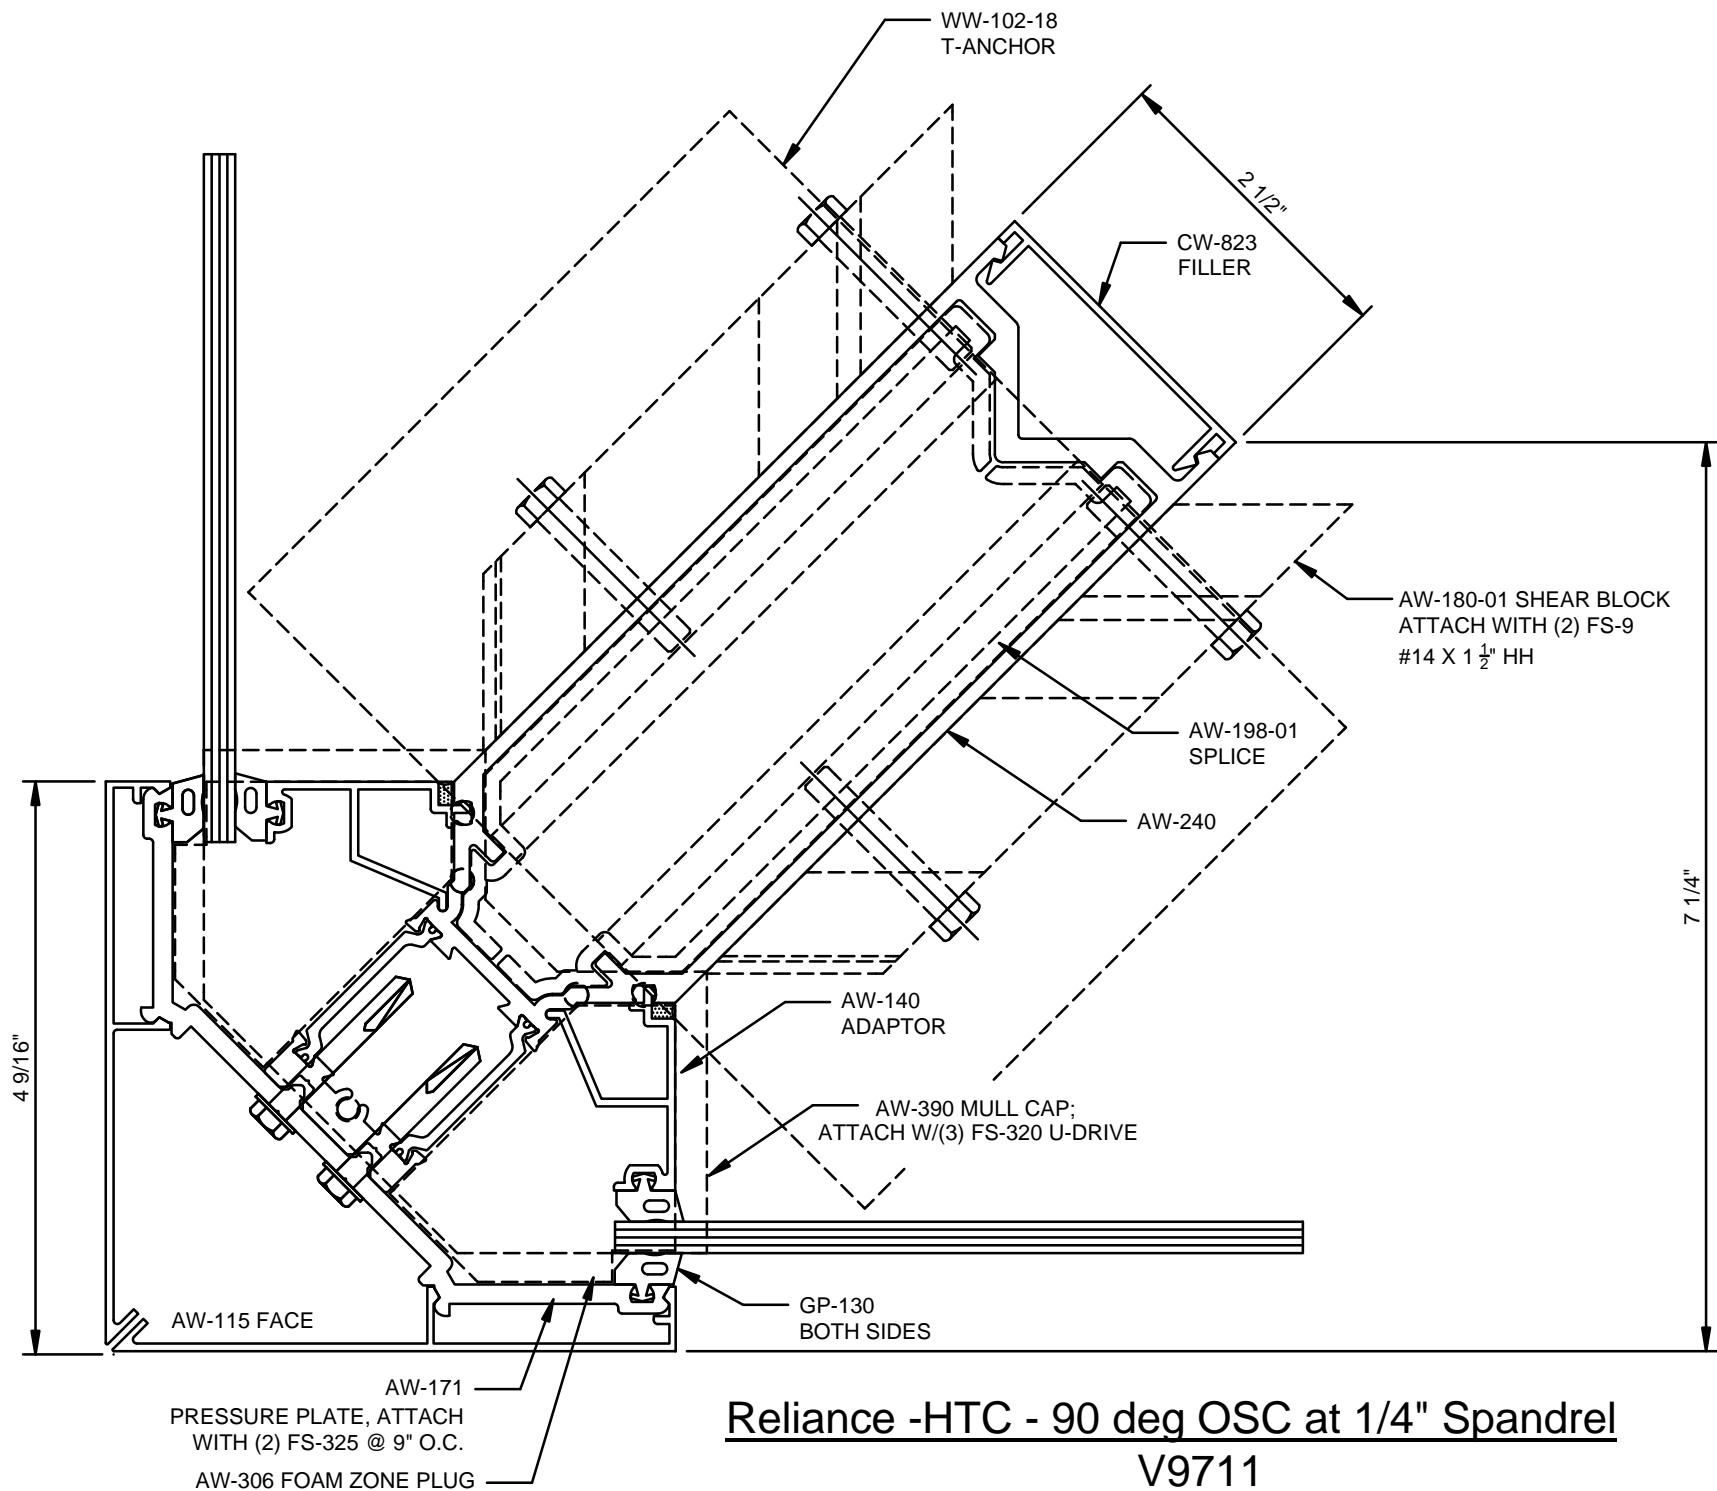 WW-102-18
T-ANCHOR
2 1/2"
CW-823
FILLER
AW-180-01 SHEAR BLOCK
ATTACH WITH (2) FS-9
#14 X 1 1/2" HH
AW-198-01
SPLICE
AW-240
7 1/4"
AW-140
ADAPTOR
4 9/16"
AW-390 MULL CAP;
ATTACH W/(3) FS-320 U-DRIVE
GP-130
BOTH SIDES
AW-115 FACE
AW-171
PRESSURE PLATE, ATTACH
WITH (2) FS-325 @ 9" O.C.
AW-306 FOAM ZONE PLUG
Reliance -HTC - 90 deg OSC at 1/4" Spandrel
V9711